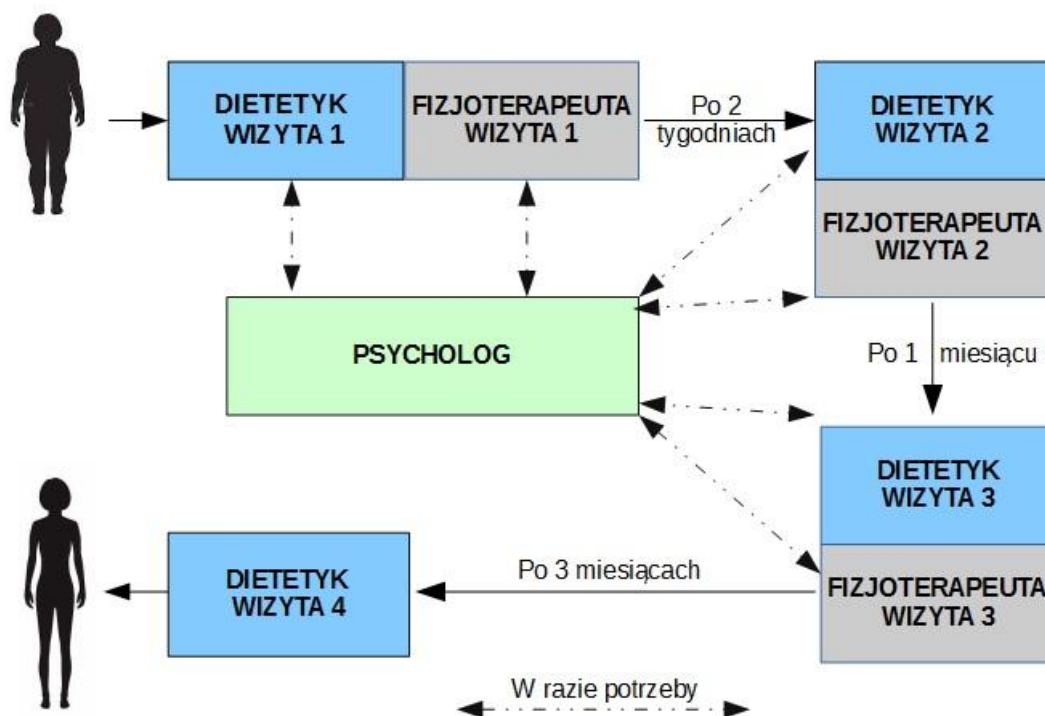 DIETETYK
WIZYTA 1
FIZJOTERAPEUTA
WIZYTA 1
Po 2
tygodniach
DIETETYK
WIZYTA 2
FIZJOTERAPEUTA
WIZYTA 2
PSYCHOLOG
Po 1 miesiącu
DIETETYK
WIZYTA 3
FIZJOTERAPEUTA
WIZYTA 3
Po 3 miesiącach
DIETETYK
WIZYTA 4
W razie potrzeby